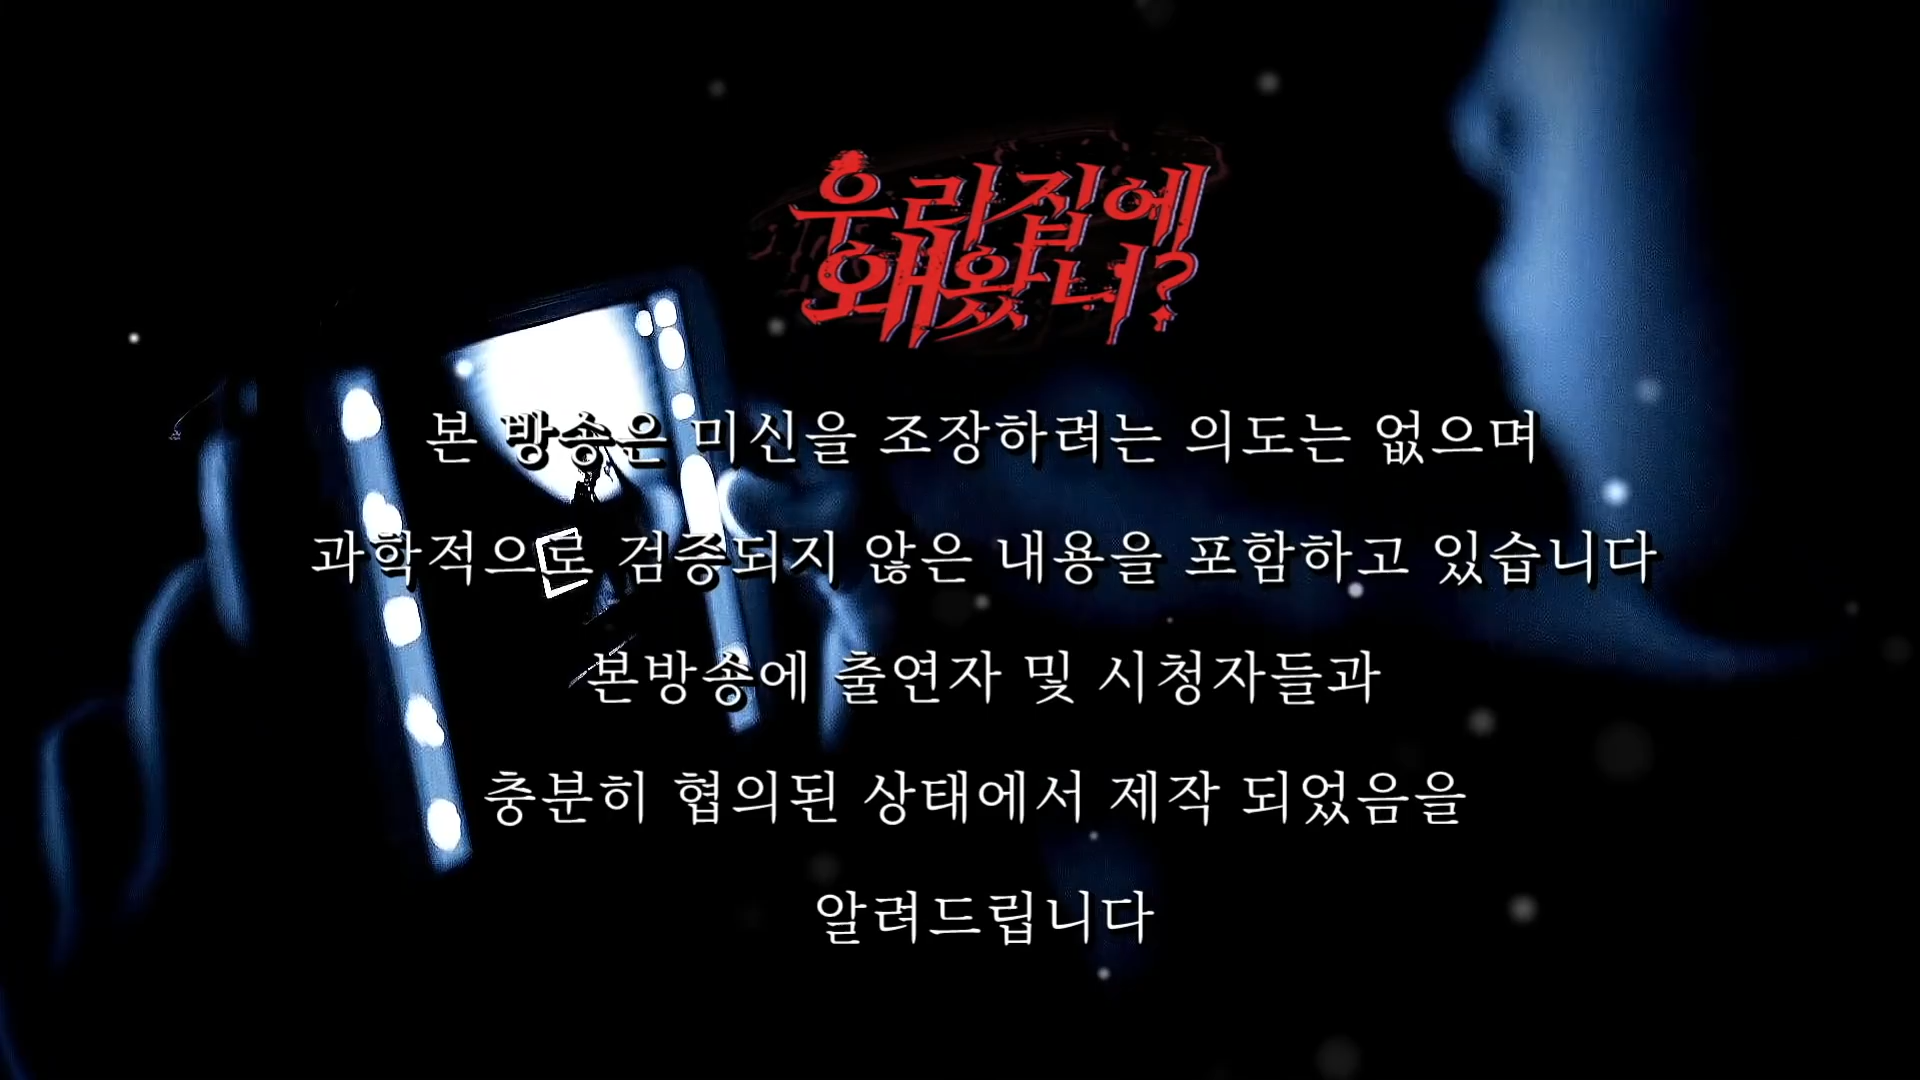 우리집에
왜왔니?
본 방송은 미신을 조장하려는 의도는 없으며
과학적으로 검증되지 않은 내용을 포함하고 있습니다
본방송에 출연자 및 시청자들과
충분히 협의된 상태에서 제작 되었음을
알려드립니다